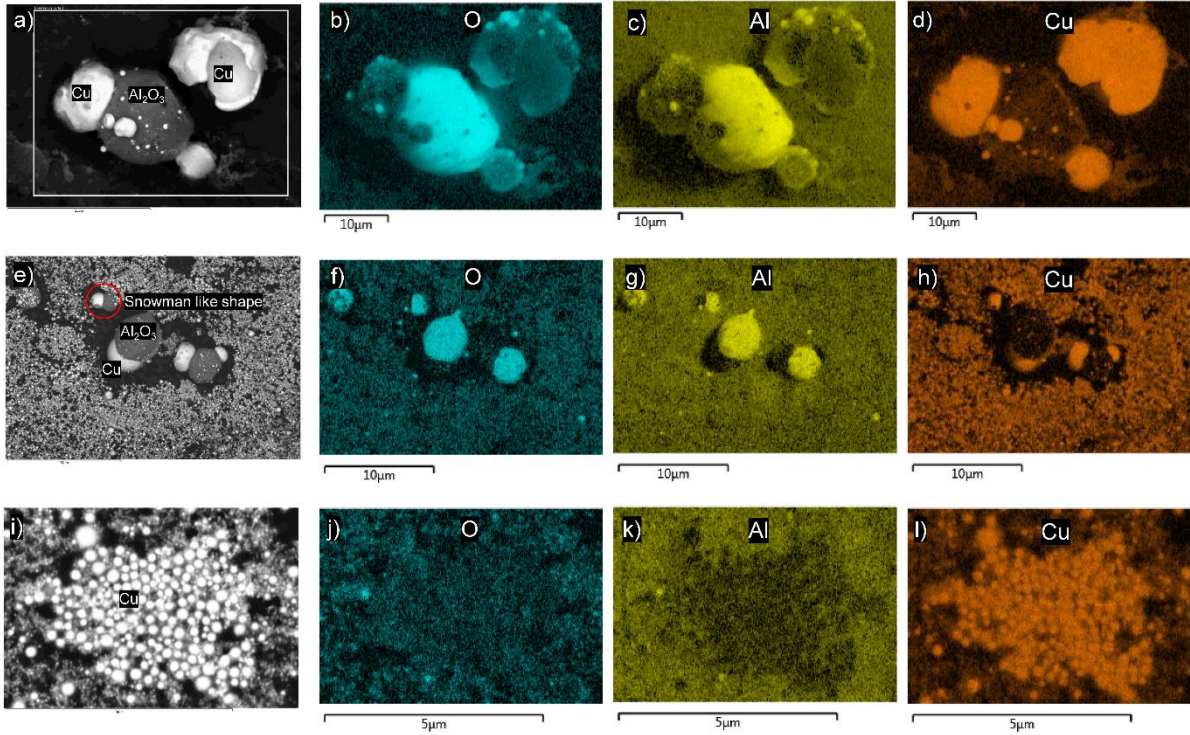 a)
Cu
Al₂O₃
Cu
b)
O
10μm
c)
Al
10μm
d)
Cu
10μm
e)
Snowman like shape
Al₂O₃
Cu
f)
O
10μm
g)
Al
10μm
h)
Cu
10μm
i)
Cu
j)
O
5μm
k)
Al
5μm
l)
Cu
5μm